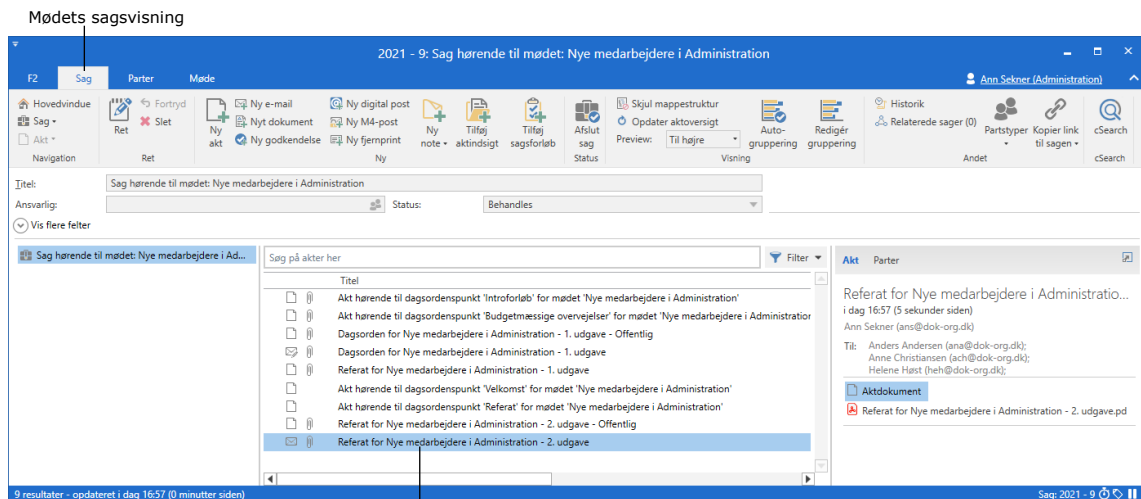 Mødets sagsvisning
2021 - 9: Sag hørende til mødet: Nye medarbejdere i Administration
F2 Sag Parter Møde Ann Sekner (Administration)
Hovedvindue
Sag
Akt
Navigation
Ret
Fortryd
Slet
Ret
Ny akt
Ny e-mail
Nyt dokument
Ny godkendelse
Ny digital post
Ny M4-post
Ny fjernprint
Ny note
Tilføj aktindsigt
Tilføj sagsforløb
Ny
Afslut sag
Status
Skjul mappestruktur
Opdater aktoversigt
Preview: Til højre
Auto-gruppering
Redigér gruppering
Visning
Historik
Relaterede sager (0)
Partstyper
Kopier link til sagen
Andet
cSearch
cSearch
Titel: Sag hørende til mødet: Nye medarbejdere i Administration
Ansvarlig: Status: Behandles
Vis flere felter
Sag hørende til mødet: Nye medarbejdere i Ad...
Søg på akter her Filter
Titel
Akt hørende til dagsordenspunkt 'Introforløb' for mødet 'Nye medarbejdere i Administration'
Akt hørende til dagsordenspunkt 'Budgetmæssige overvejelser' for mødet 'Nye medarbejdere i Administration
Dagsorden for Nye medarbejdere i Administration - 1. udgave - Offentlig
Dagsorden for Nye medarbejdere i Administration - 1. udgave
Referat for Nye medarbejdere i Administration - 1. udgave
Akt hørende til dagsordenspunkt 'Velkomst' for mødet 'Nye medarbejdere i Administration'
Akt hørende til dagsordenspunkt 'Referat' for mødet 'Nye medarbejdere i Administration'
Referat for Nye medarbejdere i Administration - 2. udgave - Offentlig
Referat for Nye medarbejdere i Administration - 2. udgave
Akt Parter
Referat for Nye medarbejdere i Administratio...
i dag 16:57 (5 sekunder siden)
Ann Sekner (ans@dok-org.dk)
Til: Anders Andersen (ana@dok-org.dk);
Anne Christiansen (ach@dok-org.dk);
Helene Høst (heh@dok-org.dk);
Aktdokument
Referat for Nye medarbejdere i Administration - 2. udgave.pd
9 resultater - opdateret i dag 16:57 (0 minutter siden) Sag: 2021 - 9